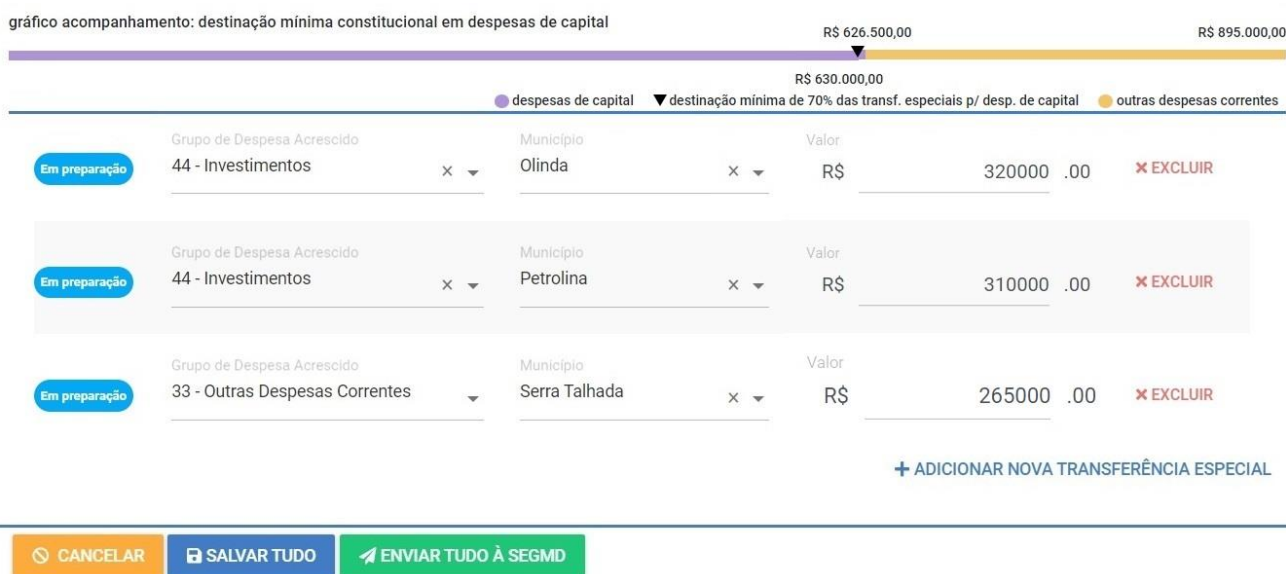 gráfico acompanhamento: destinação mínima constitucional em despesas de capital
R$ 626.500,00 R$ 895.000,00
R$ 630.000,00
despesas de capital destinação mínima de 70% das transf. especiais p/ desp. de capital outras despesas correntes
Grupo de Despesa Acrescido Município Valor
Em preparação 44 - Investimentos × Olinda × R$ 320000 .00 × EXCLUIR
Grupo de Despesa Acrescido Município Valor
Em preparação 44 - Investimentos × Petrolina × R$ 310000 .00 × EXCLUIR
Grupo de Despesa Acrescido Município Valor
Em preparação 33 - Outras Despesas Correntes Serra Talhada × R$ 265000 .00 × EXCLUIR
+ ADICIONAR NOVA TRANSFERÊNCIA ESPECIAL
CANCELAR SALVAR TUDO ENVIAR TUDO À SEGMD